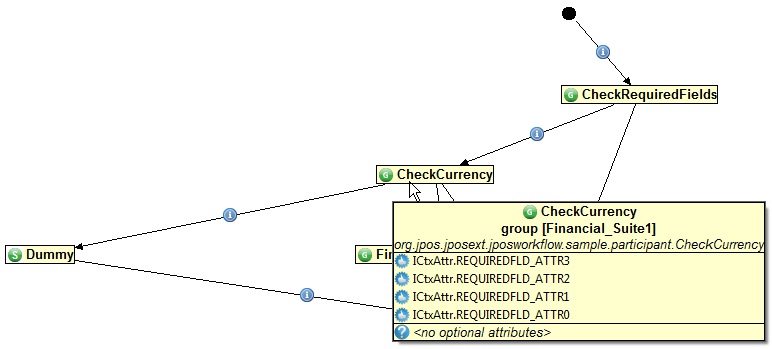 CheckRequiredFields
CheckCurrency
Dummy
CheckCurrency
group [Financial_Suite1]
org.jpos.jposext.jposworkflow.sample.participant.CheckCurrency
ICtxAttr.REQUIREDFLD_ATTR3
ICtxAttr.REQUIREDFLD_ATTR2
ICtxAttr.REQUIREDFLD_ATTR1
ICtxAttr.REQUIREDFLD_ATTR0
<no optional attributes>